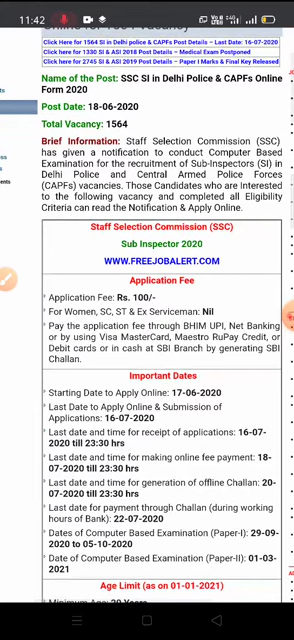 11:42
Click Here for 1564 SI in Delhi police & CAPFs Post Details – Last Date: 16-07-2020
Click here for 1330 SI & ASI 2018 Post Details – Medical Exam Postponed
Click here for 2745 SI & ASI 2019 Post Details – Paper I Marks & Final Key Released
Name of the Post: SSC SI in Delhi Police & CAPFs Online
Form 2020
Post Date: 18-06-2020
Total Vacancy: 1564
Brief Information: Staff Selection Commission (SSC)
has given a notification to conduct Computer Based
Examination for the recruitment of Sub-Inspectors (SI) in
Delhi Police and Central Armed Police Forces
(CAPFs) vacancies. Those Candidates who are Interested
to the following vacancy and completed all Eligibility
Criteria can read the Notification & Apply Online.
Staff Selection Commission (SSC)
Sub Inspector 2020
WWW.FREEJOBALERT.COM
Application Fee
Application Fee: Rs. 100/-
For Women, SC, ST & Ex Serviceman: Nil
Pay the application fee through BHIM UPI, Net Banking
or by using Visa MasterCard, Maestro RuPay Credit, or
Debit cards or in cash at SBI Branch by generating SBI
Challan.
Important Dates
Starting Date to Apply Online: 17-06-2020
Last Date to Apply Online & Submission of
Applications: 16-07-2020
Last date and time for receipt of applications: 16-07-
2020 till 23:30 hrs
Last date and time for making online fee payment: 18-
07-2020 till 23:30 hrs
Last date and time for generation of offline Challan: 20-
07-2020 till 23:30 hrs
Last date for payment through Challan (during working
hours of Bank): 22-07-2020
Dates of Computer Based Examination (Paper-I): 29-09-
2020 to 05-10-2020
Date of Computer Based Examination (Paper-II): 01-03-
2021
Age Limit (as on 01-01-2021)
Minimum Age: 20 Years